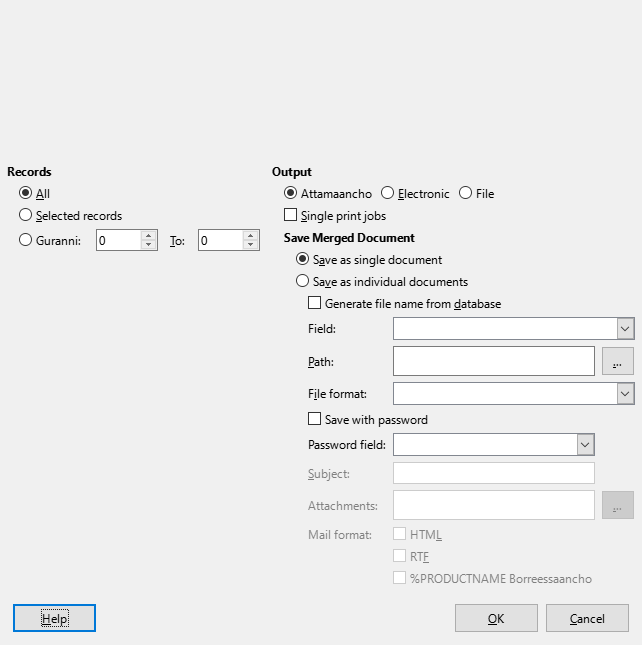 Records
All
Selected records
Guranni: 0 To: 0
Output
Attamaancho Electronic File
Single print jobs
Save Merged Document
Save as single document
Save as individual documents
Generate file name from database
Field:
Path: ...
File format:
Save with password
Password field:
Subject:
Attachments: ...
Mail format: HTML
RTF
%PRODUCTNAME Borreessaancho
Help OK Cancel